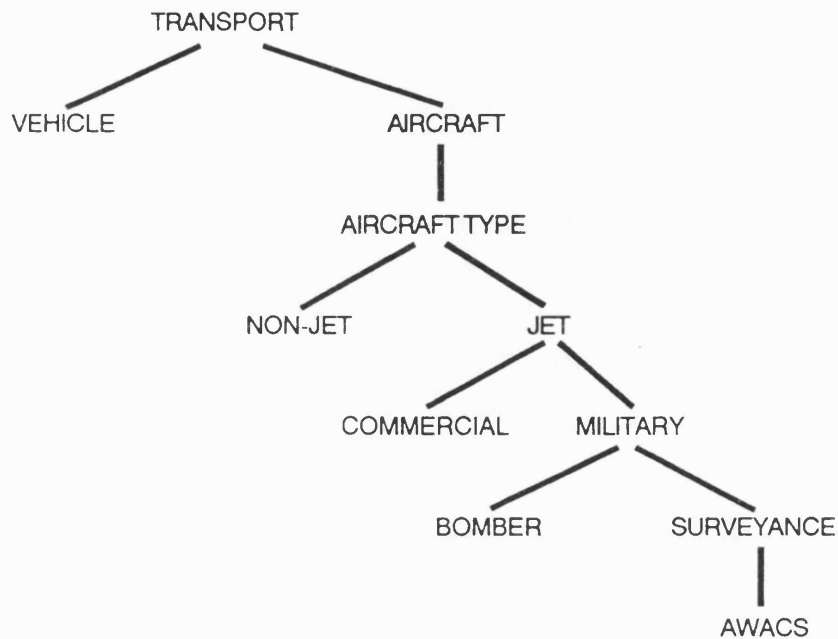 TRANSPORT
VEHICLE
AIRCRAFT
AIRCRAFT TYPE
NON-JET
JET
COMMERCIAL
MILITARY
BOMBER
SURVEYANCE
AWACS